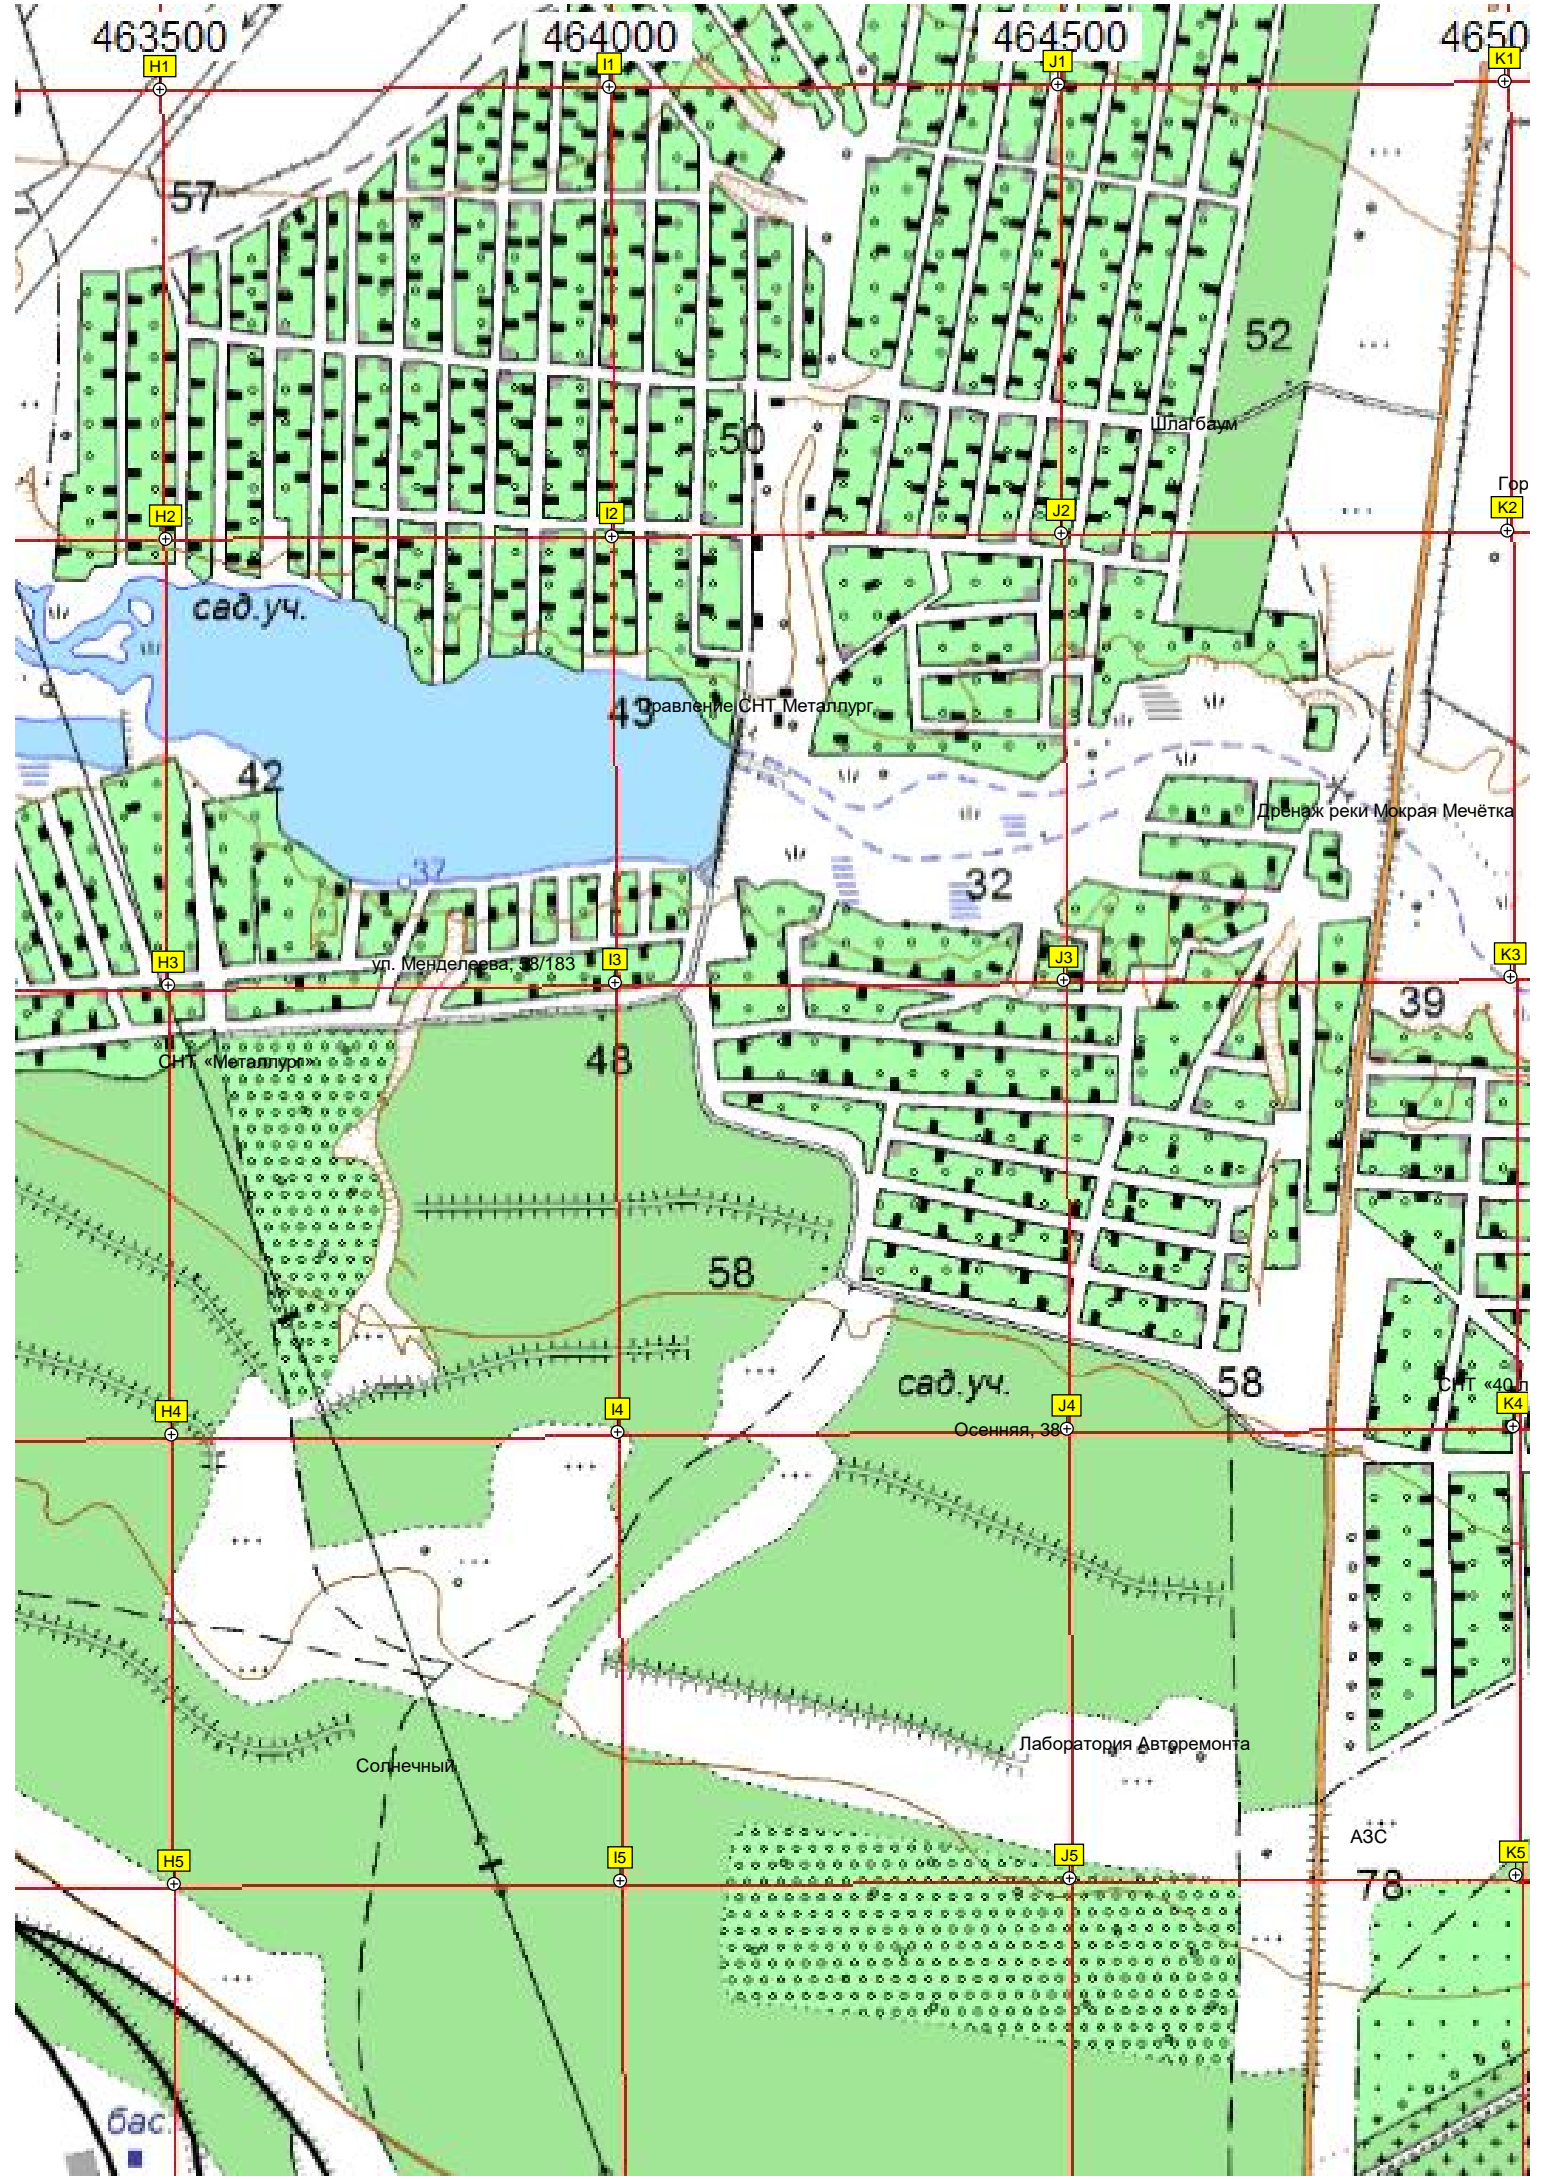 463500 464000 464500 4650
H1 I1 J1 K1
57
52
50
Шлагбаум
Гор
H2 I2 J2 K2
сад.уч.
43
Правление СНТ Металлург
42
Дренаж реки Мокрая Мечётка
37
32
H3 I3 J3 K3
ул. Менделеева, 58/183
39
48
СНТ «Металлург»
58
сад.уч.
58
СНТ «40 л
H4 I4 J4 K4
Осенняя, 38
Лаборатория Авторемонта
Солнечный
АЗС
H5 I5 J5 K5
78
бас.